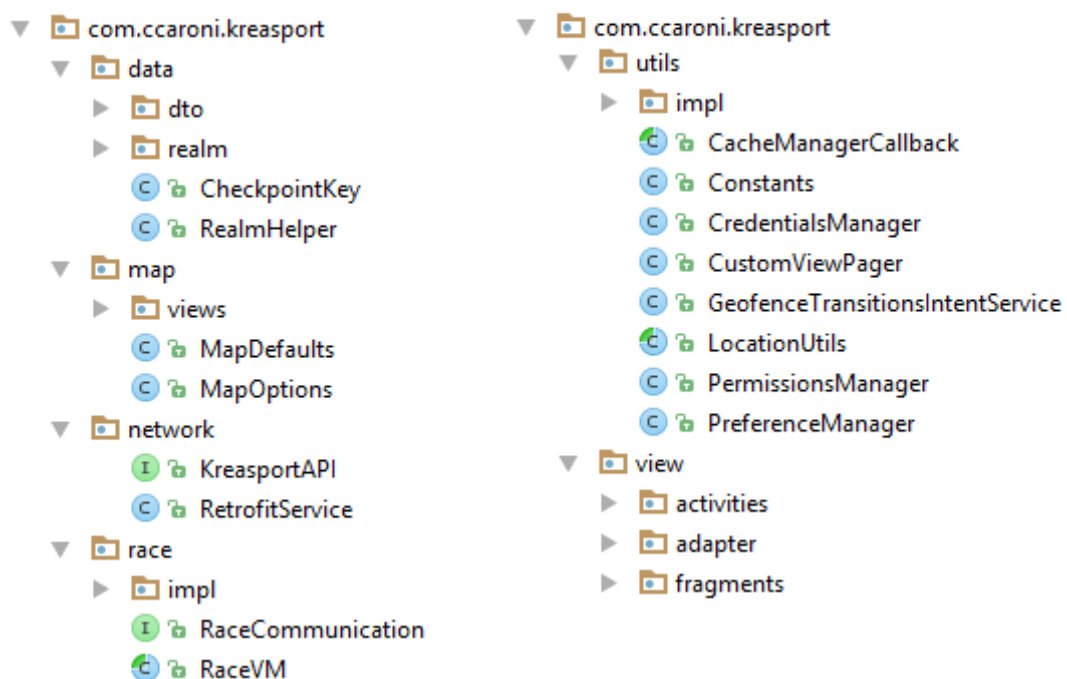 com.ccaroni.kreasport
data
dto
realm
CheckpointKey
RealmHelper
map
views
MapDefaults
MapOptions
network
KreasportAPI
RetrofitService
race
impl
RaceCommunication
RaceVM
com.ccaroni.kreasport
utils
impl
CacheManagerCallback
Constants
CredentialsManager
CustomViewPager
GeofenceTransitionsIntentService
LocationUtils
PermissionsManager
PreferenceManager
view
activities
adapter
fragments